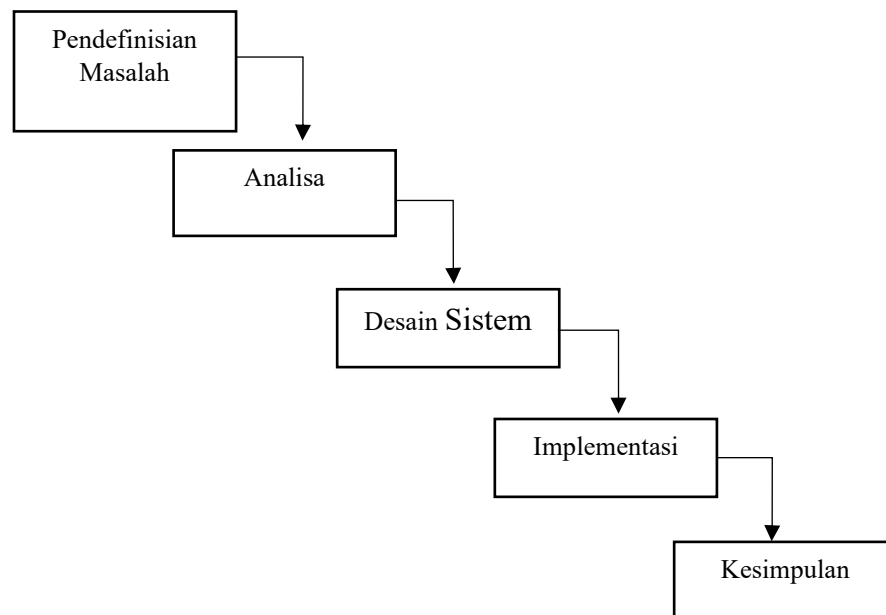 Pendefinisian
Masalah
Analisa
Desain Sistem
Implementasi
Kesimpulan